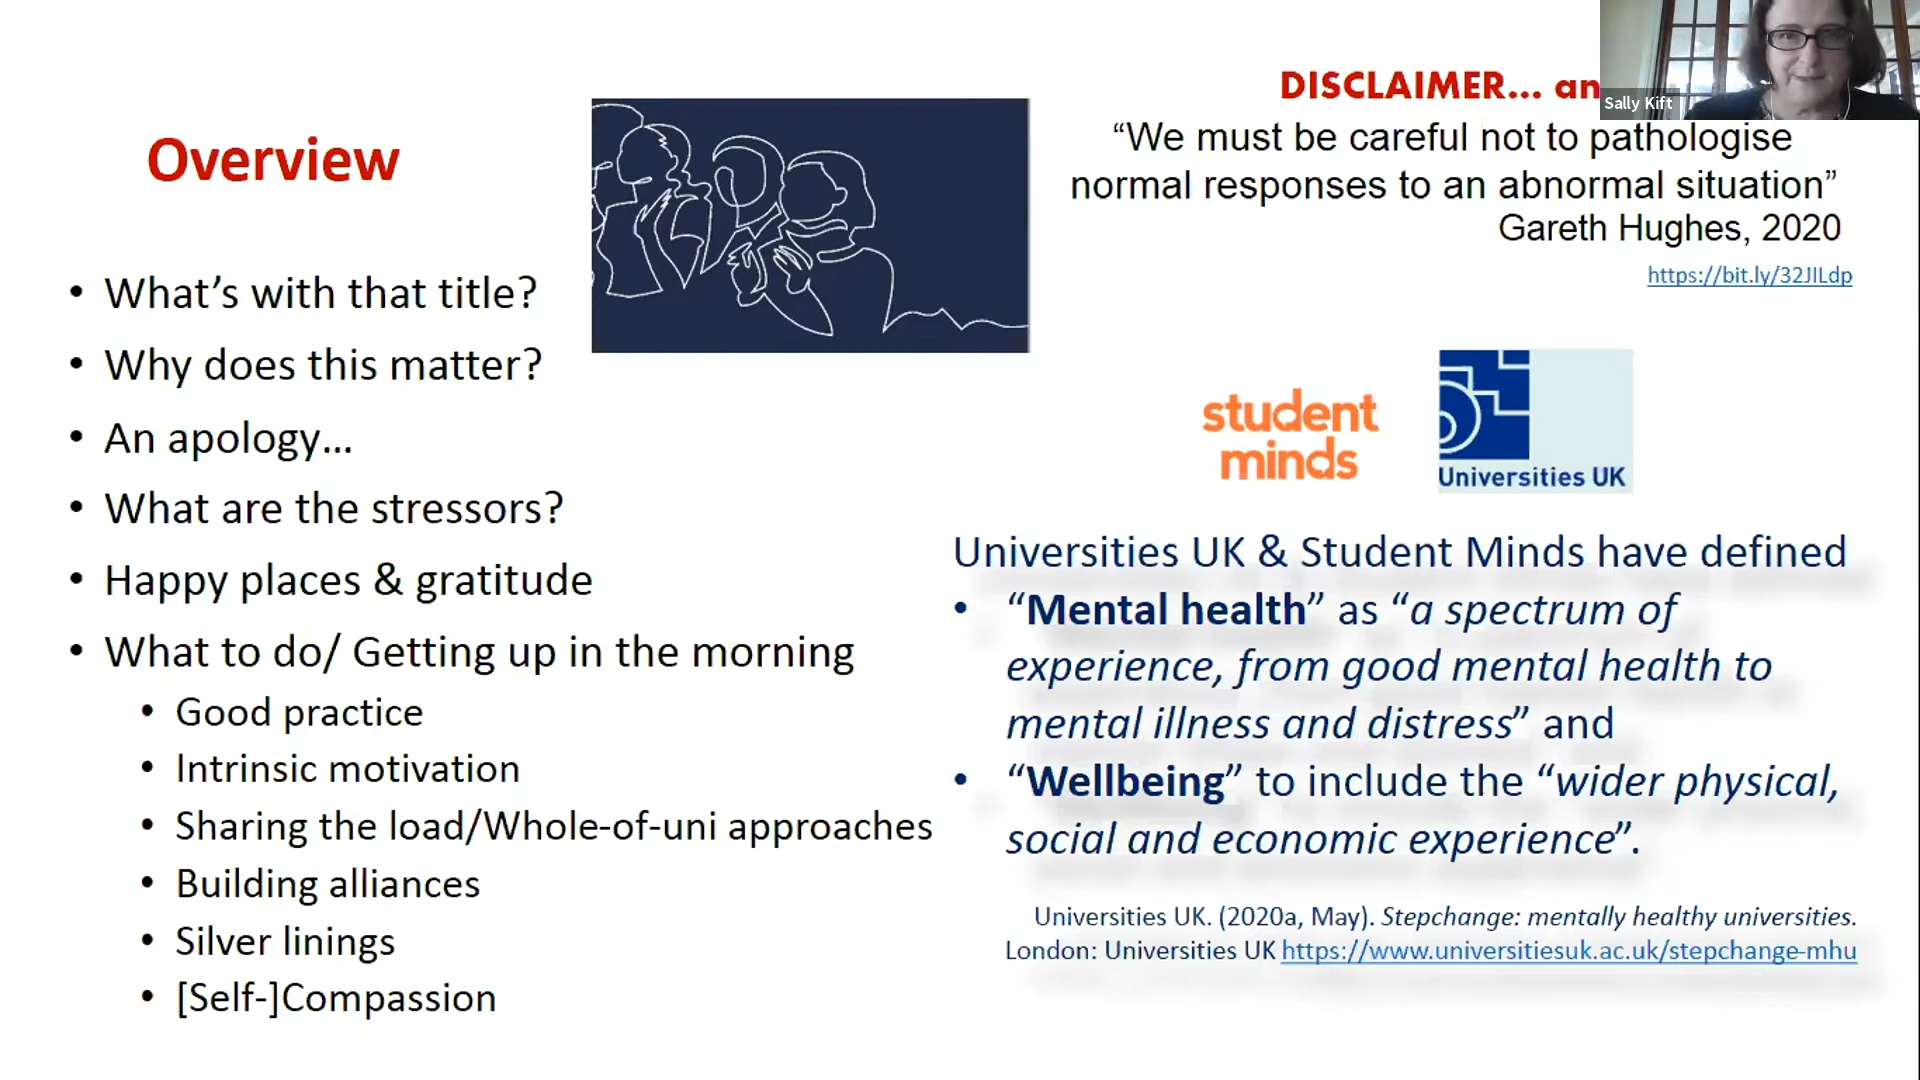 Overview
• What’s with that title?
• Why does this matter?
• An apology…
• What are the stressors?
• Happy places & gratitude
• What to do/ Getting up in the morning
• Good practice
• Intrinsic motivation
• Sharing the load/Whole-of-uni approaches
• Building alliances
• Silver linings
• [Self-]Compassion
DISCLAIMER... an
Sally Kift
“We must be careful not to pathologise
normal responses to an abnormal situation”
Gareth Hughes, 2020
https://bit.ly/32JILdp
student
minds
Universities UK
Universities UK & Student Minds have defined
• “Mental health” as “a spectrum of
experience, from good mental health to
mental illness and distress” and
• “Wellbeing” to include the “wider physical,
social and economic experience”.
Universities UK. (2020a, May). Stepchange: mentally healthy universities.
London: Universities UK https://www.universitiesuk.ac.uk/stepchange-mhu